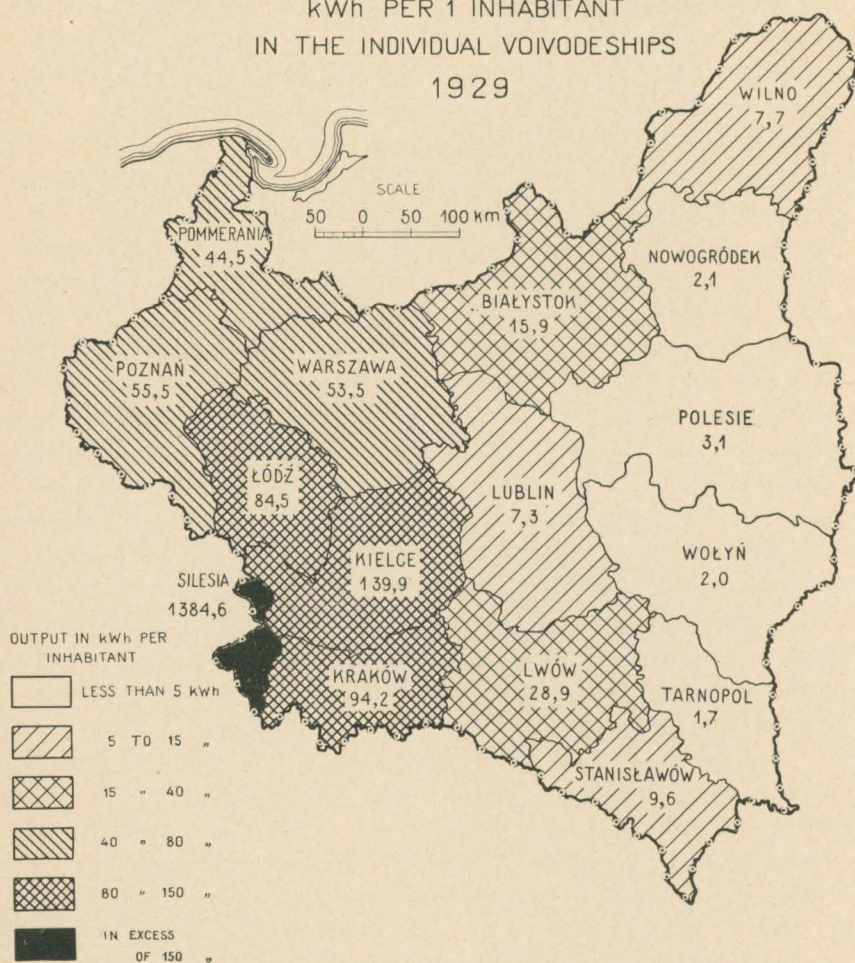 kWh PER 1 INHABITANT
IN THE INDIVIDUAL VOIVODESHIPS
1929
WILNO
7,7
SCALE
50 0 50 100 Km
POMMERANIA
44,5
NOWOGRÓDEK
2,1
BIAŁYSTOK
15,9
POZNAŃ
55,5
WARSZAWA
53,5
POLESIE
3,1
ŁÓDŹ
84,5
LUBLIN
7,3
KIELCE
139,9
WOŁYŃ
2,0
SILESIA
1384,6
KRAKÓW
94,2
LWÓW
28,9
TARNOPOL
1,7
STANISŁAWÓW
9,6
OUTPUT IN kWh PER
INHABITANT
LESS THAN 5 kWh
5 TO 15 "
15 " 40 "
40 " 80 "
80 " 150 "
IN EXCESS
OF 150 "